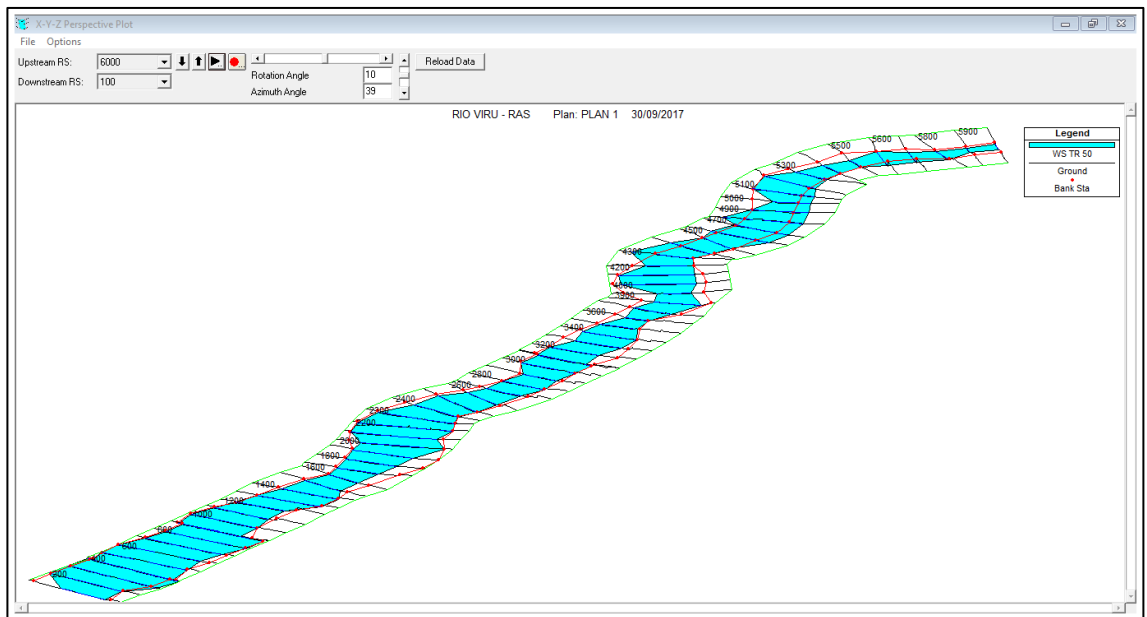 X-Y-Z Perspective Plot
File Options
Upstream RS: 6000
Downstream RS: 100
Rotation Angle 10
Azimuth Angle 39
Reload Data
RIO VIRU - RAS Plan: PLAN 1 30/09/2017
Legend
WS TR 50
Ground
Bank Sta
5900
5800
5600
5500
5300
5100
5000
4900
4700
4500
4300
4200
4000
3900
3000
3400
3200
3000
2800
2600
2400
2300
2200
2000
1800
1600
1400
1200
1000
800
600
400